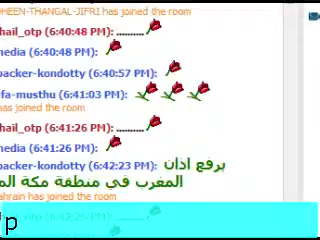 HEEN-THANGAL-JIFRI has joined the room
hail_otp (6:40:48 PM): ..........
media (6:40:48 PM):
packer-kondotty (6:40:57 PM):
fa-musthu (6:41:03 PM):
has joined the room
hail_otp (6:41:26 PM): ..........
media (6:41:26 PM):
packer-kondotty (6:42:23 PM): يرفع اذان
المغرب في منطقة مكة الم
ahrain has joined the room
p